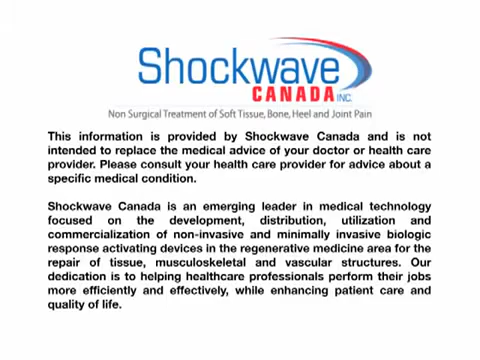 Shockwave
CANADA INC.
Non Surgical Treatment of Soft Tissue, Bone, Heel and Joint Pain
This information is provided by Shockwave Canada and is not
intended to replace the medical advice of your doctor or health care
provider. Please consult your health care provider for advice about a
specific medical condition.
Shockwave Canada is an emerging leader in medical technology
focused on the development, distribution, utilization and
commercialization of non-invasive and minimally invasive biologic
response activating devices in the regenerative medicine area for the
repair of tissue, musculoskeletal and vascular structures. Our
dedication is to helping healthcare professionals perform their jobs
more efficiently and effectively, while enhancing patient care and
quality of life.